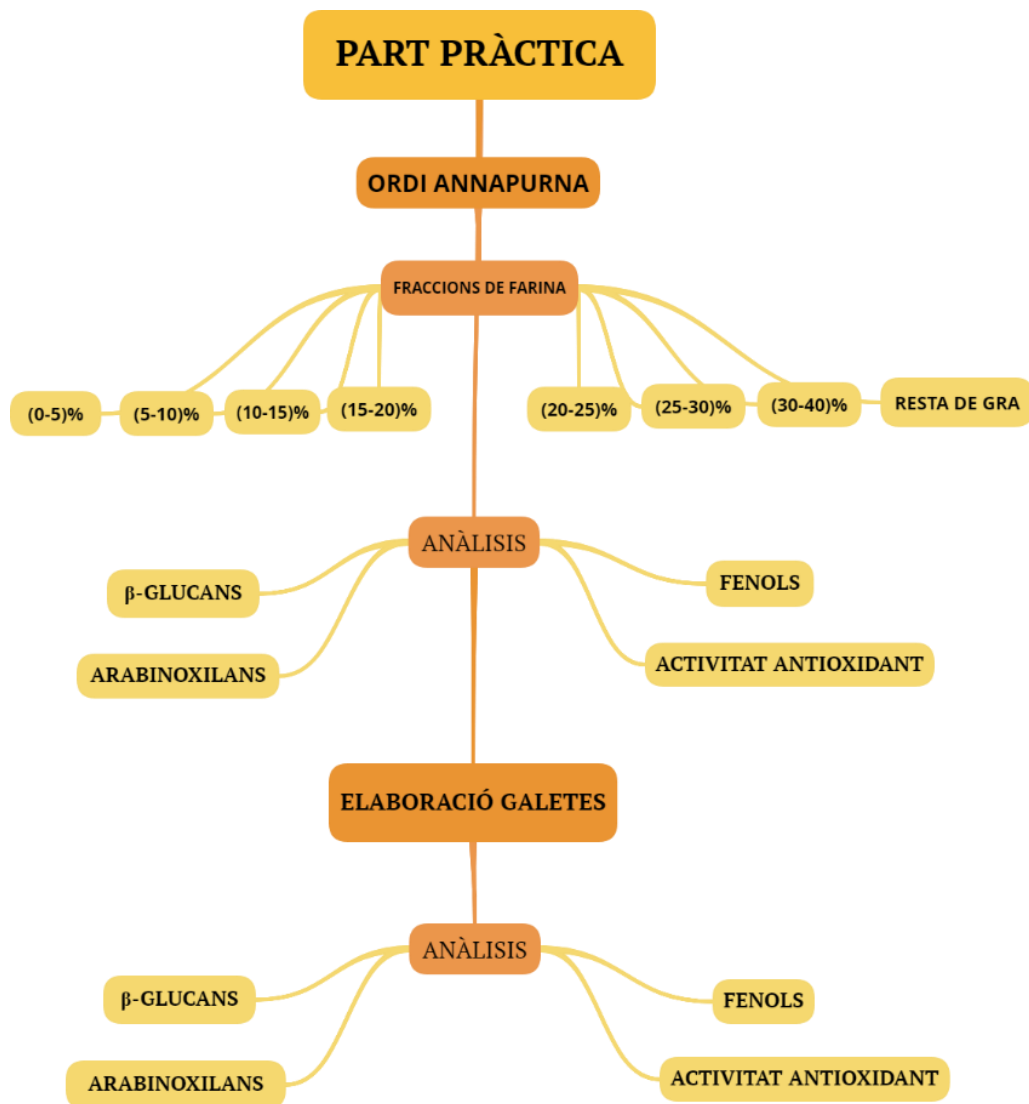 PART PRÀCTICA
ORDI ANNAPURNA
FRACCIONS DE FARINA
(0-5)%
(5-10)%
(10-15)%
(15-20)%
(20-25)%
(25-30)%
(30-40)%
RESTA DE GRA
ANÀLISIS
β-GLUCANS
FENOLS
ARABINOXILANS
ACTIVITAT ANTIOXIDANT
ELABORACIÓ GALETES
ANÀLISIS
β-GLUCANS
FENOLS
ARABINOXILANS
ACTIVITAT ANTIOXIDANT